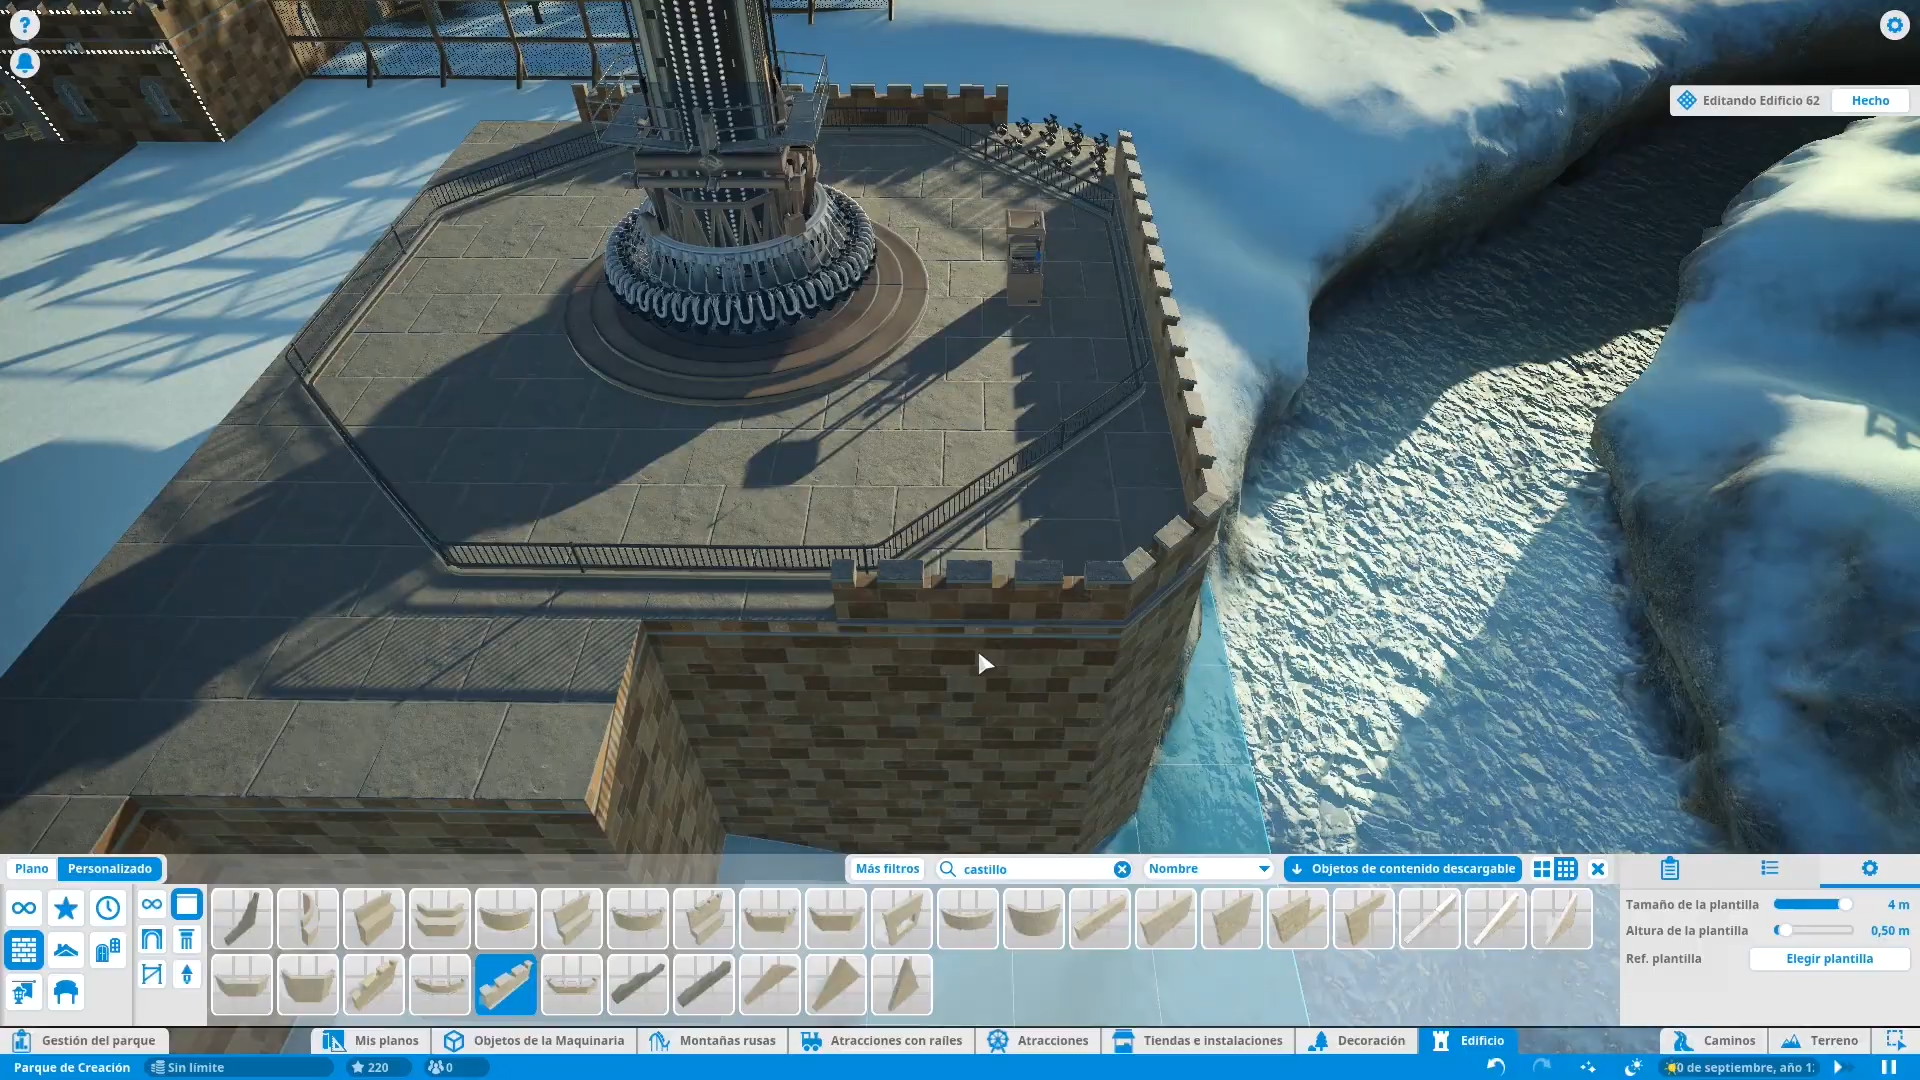 ?
Editando Edificio 62
Hecho
Plano
Personalizado
Más filtros
castillo
Nombre
Objetos de contenido descargable
Tamaño de la plantilla
4 m
Altura de la plantilla
0,50 m
Ref. plantilla
Elegir plantilla
Gestión del parque
Mis planos
Objetos de la Maquinaria
Montañas rusas
Atracciones con raíles
Atracciones
Tiendas e instalaciones
Decoración
Edificio
Caminos
Terreno
Parque de Creación
Sin límite
220
0
0 de septiembre, año 1